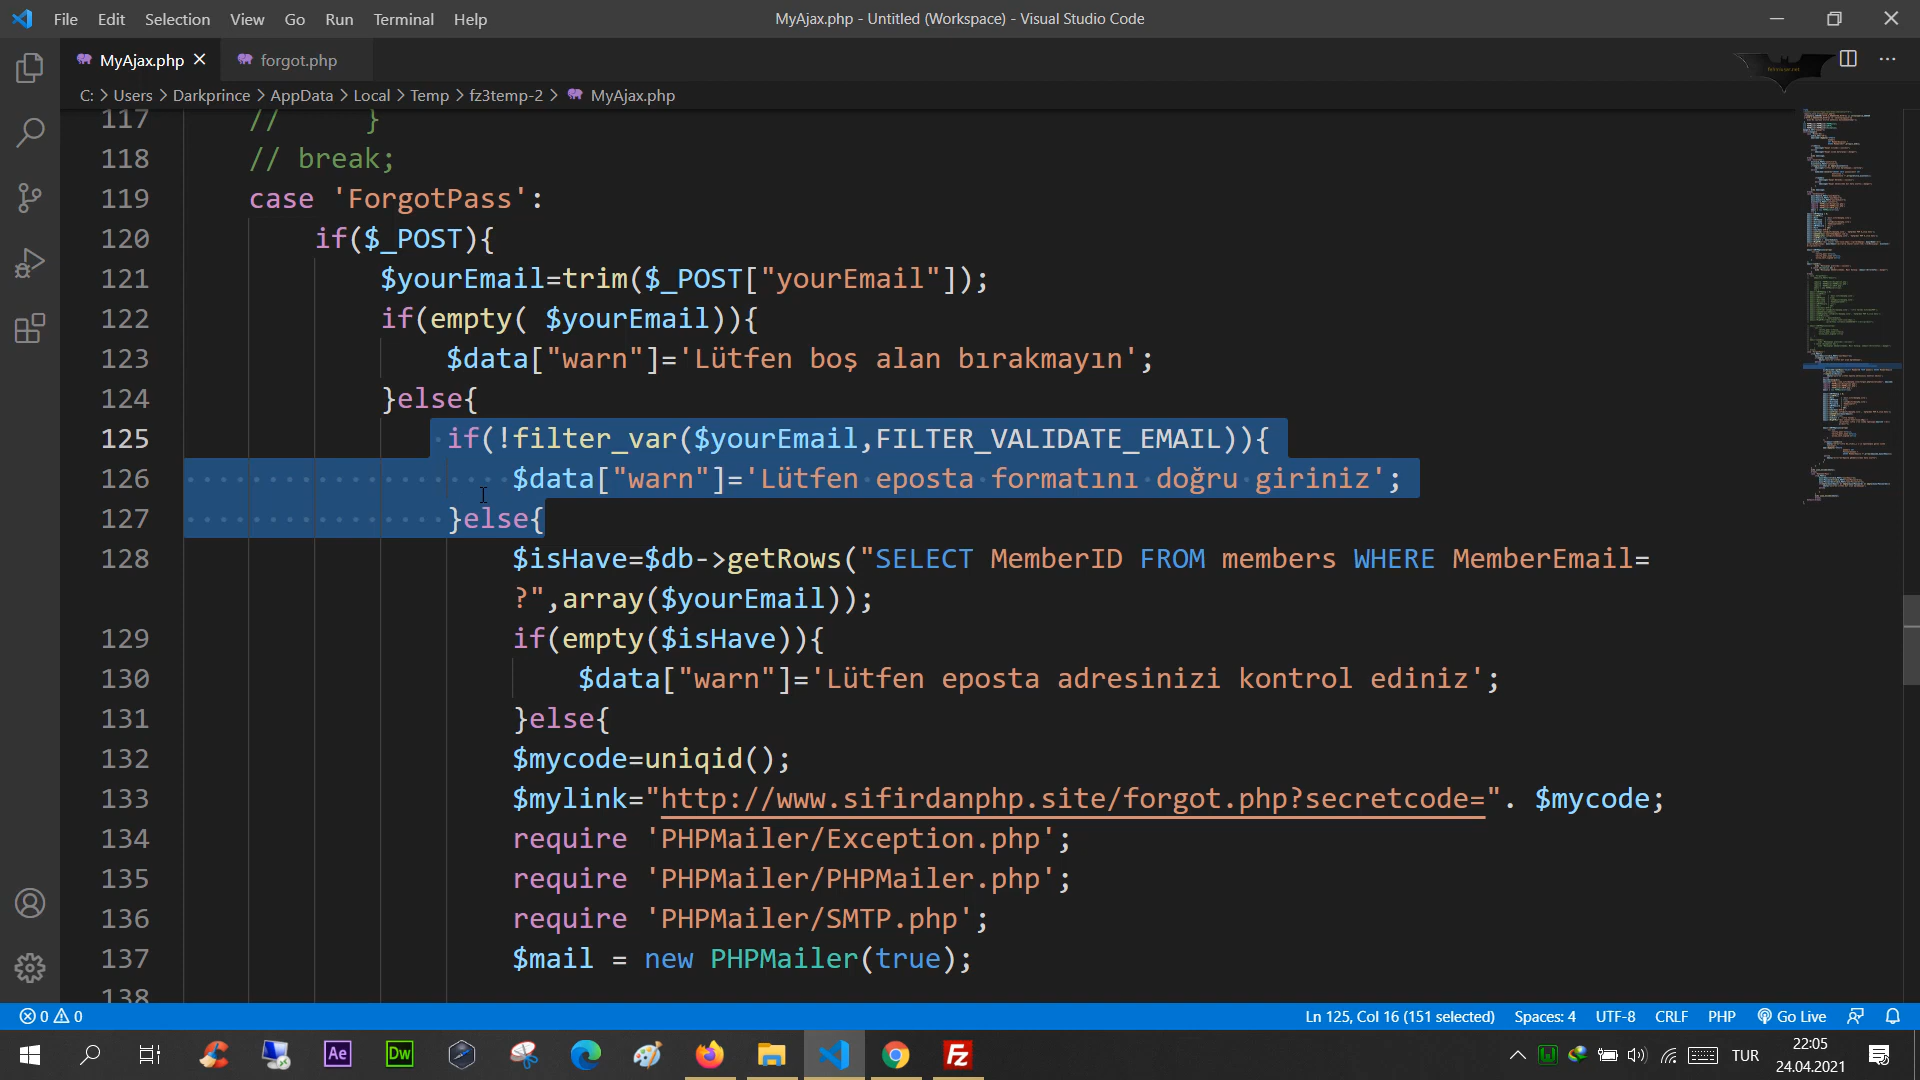 File Edit Selection View Go Run Terminal Help
MyAjax.php - Untitled (Workspace) - Visual Studio Code
MyAjax.php
forgot.php
C: > Users > Darkprince > AppData > Local > Temp > fz3temp-2 > MyAjax.php
117 // }
118 // break;
119 case 'ForgotPass':
120 if($_POST){
121 $yourEmail=trim($_POST["yourEmail"]);
122 if(empty( $yourEmail)){
123 $data["warn"]='Lütfen boş alan bırakmayın';
124 }else{
125 if(!filter_var($yourEmail,FILTER_VALIDATE_EMAIL)){
126 $data["warn"]='Lütfen eposta formatını doğru giriniz';
127 }else{
128 $isHave=$db->getRows("SELECT MemberID FROM members WHERE MemberEmail=
?",array($yourEmail));
129 if(empty($isHave)){
130 $data["warn"]='Lütfen eposta adresinizi kontrol ediniz';
131 }else{
132 $mycode=uniqid();
133 $mylink="http://www.sifirdanphp.site/forgot.php?secretcode=". $mycode;
134 require 'PHPMailer/Exception.php';
135 require 'PHPMailer/PHPMailer.php';
136 require 'PHPMailer/SMTP.php';
137 $mail = new PHPMailer(true);
138
0 0
Ln 125, Col 16 (151 selected) Spaces: 4 UTF-8 CRLF PHP Go Live
Ae Dw Fz
TUR
22:05
24.04.2021